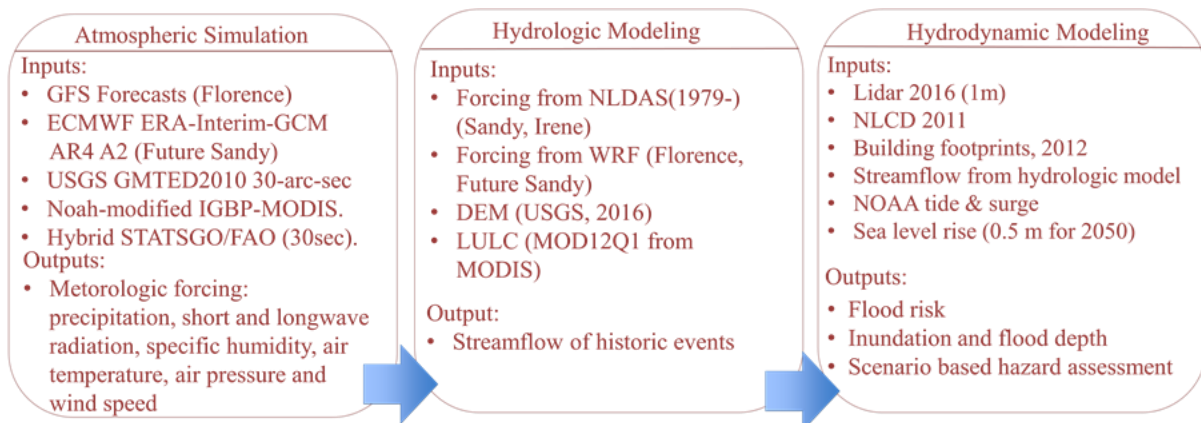 Atmospheric Simulation
Inputs:
• GFS Forecasts (Florence)
• ECMWF ERA-Interim-GCM
AR4 A2 (Future Sandy)
• USGS GMTED2010 30-arc-sec
• Noah-modified IGBP-MODIS.
• Hybrid STATSGO/FAO (30sec).
Outputs:
• Metorologic forcing:
precipitation, short and longwave
radiation, specific humidity, air
temperature, air pressure and
wind speed
Hydrologic Modeling
Inputs:
• Forcing from NLDAS(1979-)
(Sandy, Irene)
• Forcing from WRF (Florence,
Future Sandy)
• DEM (USGS, 2016)
• LULC (MOD12Q1 from
MODIS)
Output:
• Streamflow of historic events
Hydrodynamic Modeling
Inputs:
• Lidar 2016 (1m)
• NLCD 2011
• Building footprints, 2012
• Streamflow from hydrologic model
• NOAA tide & surge
• Sea level rise (0.5 m for 2050)
Outputs:
• Flood risk
• Inundation and flood depth
• Scenario based hazard assessment